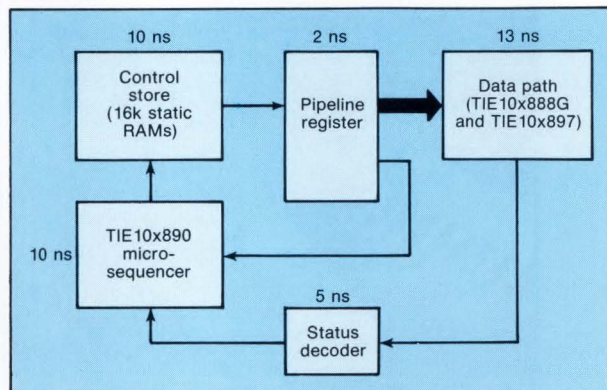 10 ns
2 ns
13 ns
Control
store
(16k static
RAMs)
Pipeline
register
Data path
(TIE10x888G
and TIE10x897)
10 ns
TIE10x890
micro-
sequencer
5 ns
Status
decoder